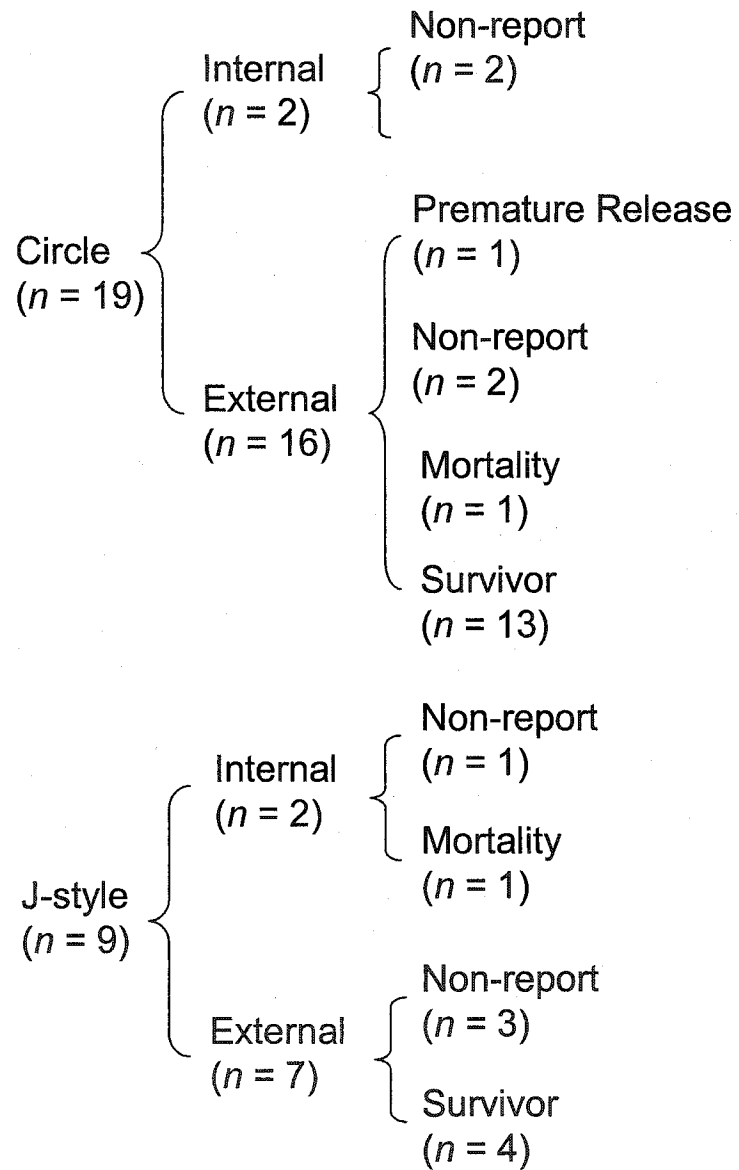 Non-report
(n = 2)
Internal
(n = 2)
Premature Release
(n = 1)
Circle
(n = 19)
Non-report
(n = 2)
External
(n = 16)
Mortality
(n = 1)
Survivor
(n = 13)
Non-report
(n = 1)
Internal
(n = 2)
Mortality
(n = 1)
J-style
(n = 9)
Non-report
(n = 3)
External
(n = 7)
Survivor
(n = 4)